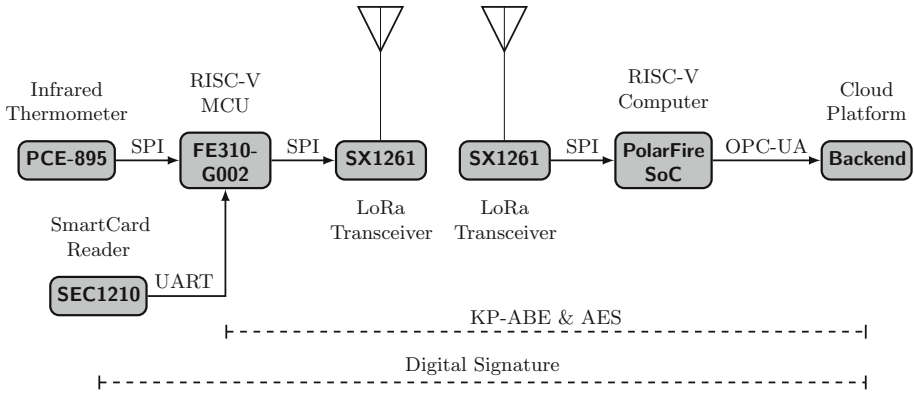 Infrared
Thermometer
PCE-895
SPI
RISC-V
MCU
FE310-
G002
SPI
SX1261
LoRa
Transceiver
SX1261
LoRa
Transceiver
SPI
RISC-V
Computer
PolarFire
SoC
OPC-UA
Cloud
Platform
Backend
SmartCard
Reader
SEC1210
UART
KP-ABE & AES
Digital Signature